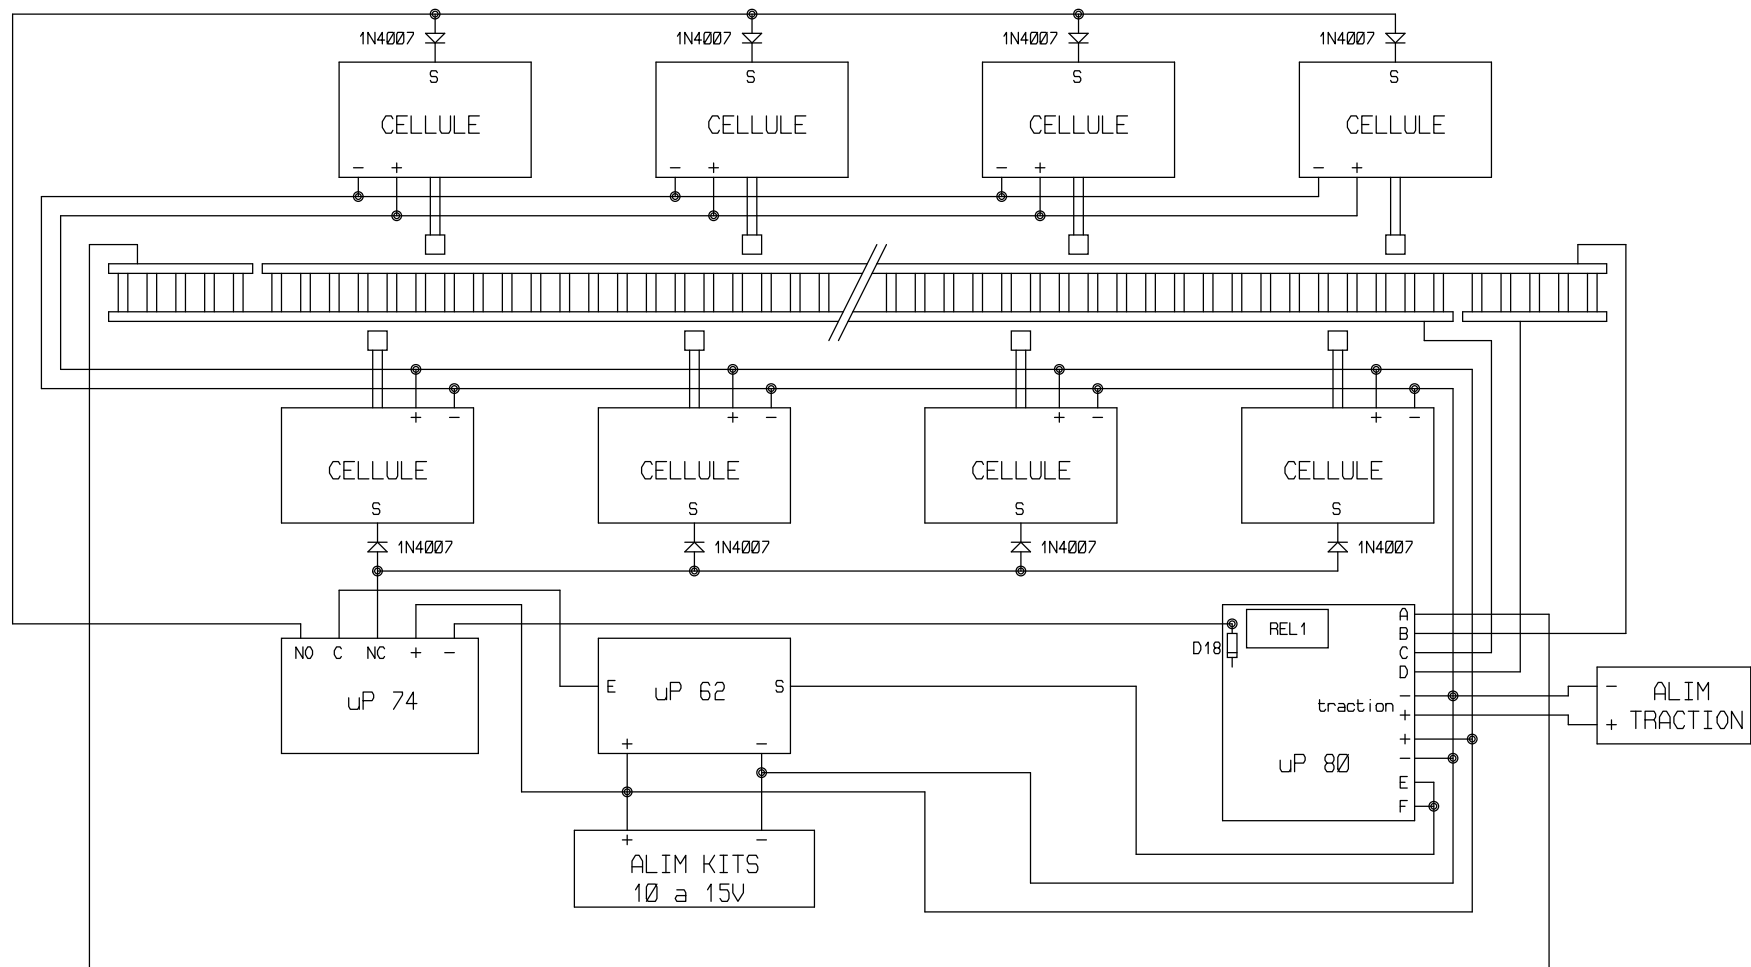 1N4007 1N4007 1N4007 1N4007
S S S S
CELLULE CELLULE CELLULE CELLULE
- + - + - + - +
+ - + - + - + -
CELLULE CELLULE CELLULE CELLULE
S S S S
1N4007 1N4007 1N4007 1N4007
NO C NC + -
uP 74
E uP 62 S
+ -
+ -
ALIM KITS
10 a 15V
REL1
D18
A
B
C
D
-
traction
+
+
-
uP 80
E
F
- ALIM
+ TRACTION